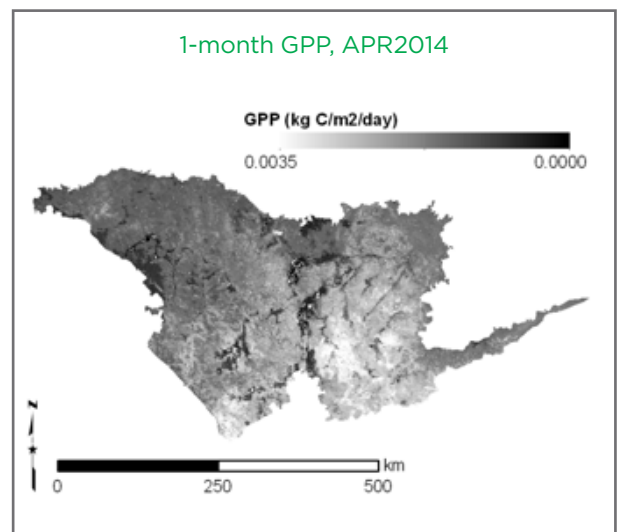 1-month GPP, APR2014
GPP (kg C/m2/day)
0.0035 0.0000
N
km
0 250 500